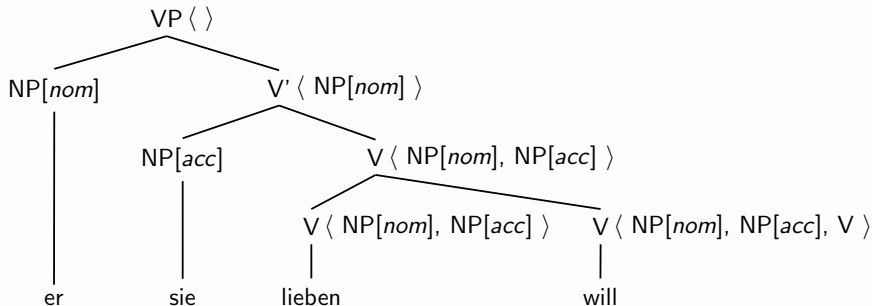 VP ⟨ ⟩
NP[nom] V' ⟨ NP[nom] ⟩
NP[acc] V ⟨ NP[nom], NP[acc] ⟩
V ⟨ NP[nom], NP[acc] ⟩ V ⟨ NP[nom], NP[acc], V ⟩
er sie lieben will